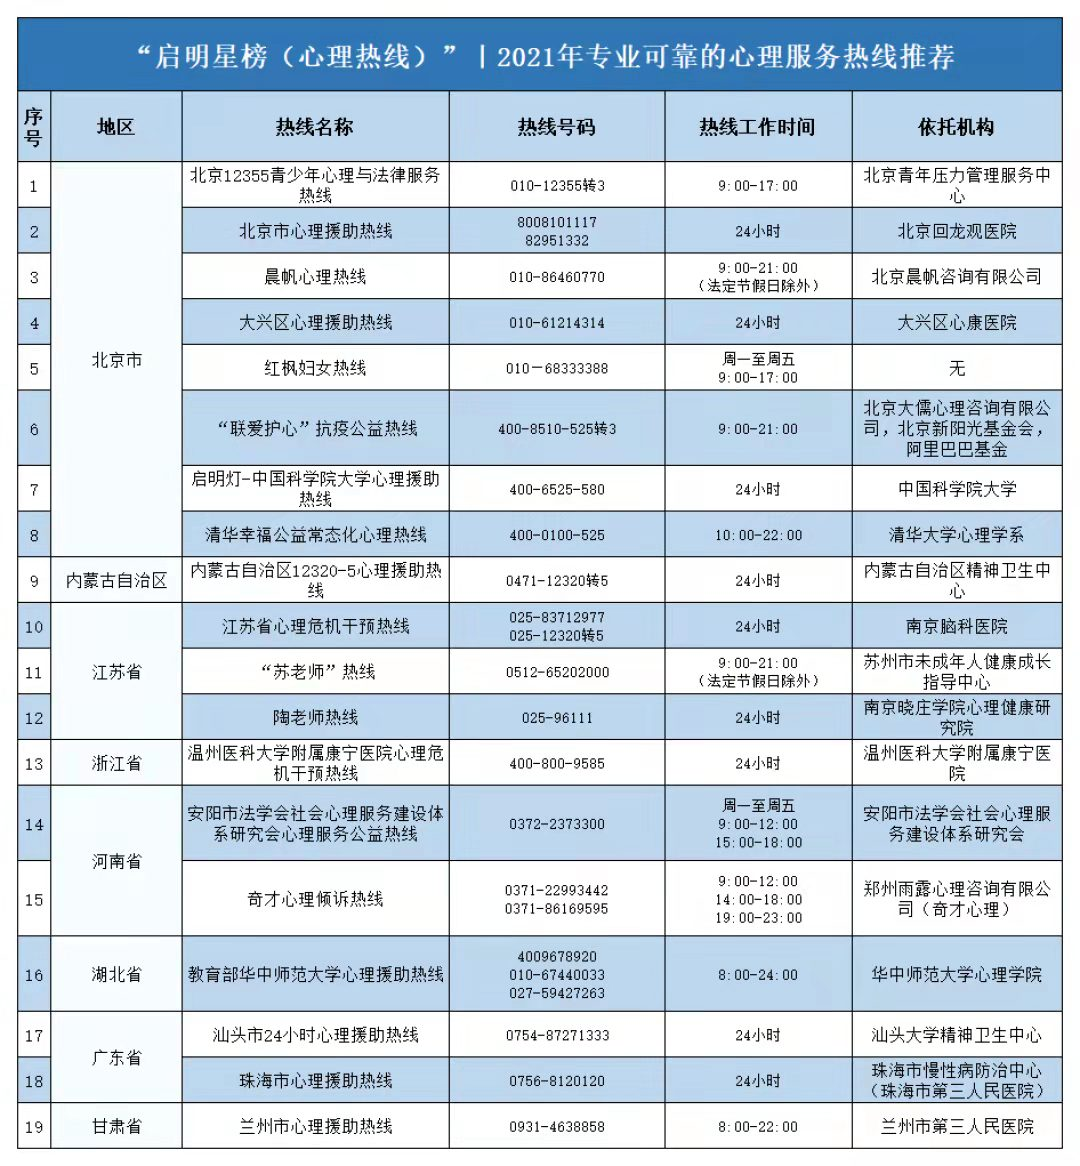 “启明星榜（心理热线）”｜2021年专业可靠的心理服务热线推荐
序号 地区 热线名称 热线号码 热线工作时间 依托机构
1 北京市 北京12355青少年心理与法律服务
热线 010-12355转3 9:00-17:00 北京青年压力管理服务中
心
2 北京市心理援助热线 8008101117
82951332 24小时 北京回龙观医院
3 晨帆心理热线 010-86460770 9:00-21:00
（法定节假日除外） 北京晨帆咨询有限公司
4 大兴区心理援助热线 010-61214314 24小时 大兴区心康医院
5 红枫妇女热线 010－68333388 周一至周五
9:00-17:00 无
6 “联爱护心”抗疫公益热线 400-8510-525转3 9:00-21:00 北京大儒心理咨询有限公
司，北京新阳光基金会，
阿里巴巴基金
7 启明灯-中国科学院大学心理援助
热线 400-6525-580 24小时 中国科学院大学
8 清华幸福公益常态化心理热线 400-0100-525 10:00-22:00 清华大学心理学系
9 内蒙古自治区 内蒙古自治区12320-5心理援助热
线 0471-12320转5 24小时 内蒙古自治区精神卫生中
心
10 江苏省 江苏省心理危机干预热线 025-83712977
025-12320转5 24小时 南京脑科医院
11 “苏老师”热线 0512-65202000 9:00-21:00
（法定节假日除外） 苏州市未成年人健康成长
指导中心
12 陶老师热线 025-96111 24小时 南京晓庄学院心理健康研
究院
13 浙江省 温州医科大学附属康宁医院心理危
机干预热线 400-800-9585 24小时 温州医科大学附属康宁医
院
14 河南省 安阳市法学会社会心理服务建设体
系研究会心理服务公益热线 0372-2373300 周一至周五
9:00-12:00
15:00-18:00 安阳市法学会社会心理服
务建设体系研究会
15 奇才心理倾诉热线 0371-22993442
0371-86169595 9:00-12:00
14:00-18:00
19:00-23:00 郑州雨露心理咨询有限公
司（奇才心理）
16 湖北省 教育部华中师范大学心理援助热线 4009678920
010-67440033
027-59427263 8:00-24:00 华中师范大学心理学院
17 广东省 汕头市24小时心理援助热线 0754-87271333 24小时 汕头大学精神卫生中心
18 珠海市心理援助热线 0756-8120120 24小时 珠海市慢性病防治中心
（珠海市第三人民医院）
19 甘肃省 兰州市心理援助热线 0931-4638858 8:00-22:00 兰州市第三人民医院